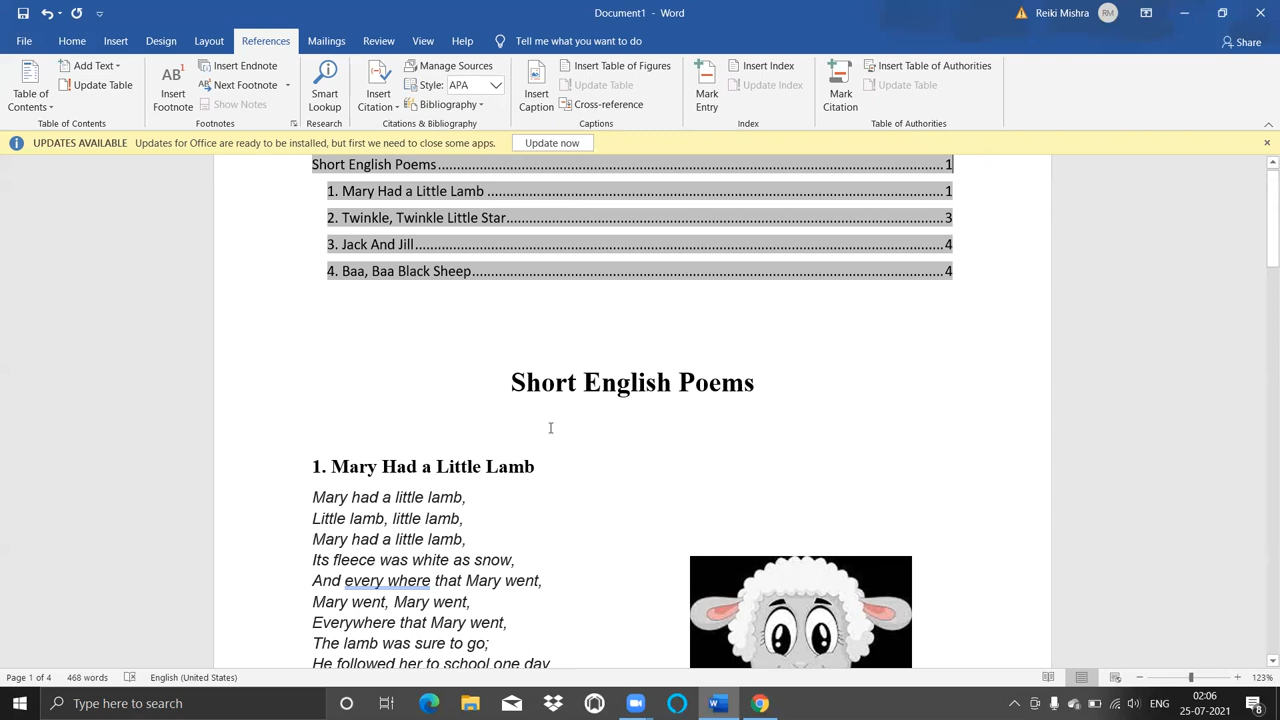 Document1 - Word
Reiki Mishra
RM
File
Home
Insert
Design
Layout
References
Mailings
Review
View
Help
Tell me what you want to do
Share
Table of Contents
Add Text
Update Table
Table of Contents
AB1
Insert Footnote
Insert Endnote
Next Footnote
Show Notes
Footnotes
Smart Lookup
Research
Insert Citation
Manage Sources
Style: APA
Bibliography
Citations & Bibliography
Insert Caption
Insert Table of Figures
Update Table
Cross-reference
Captions
Mark Entry
Insert Index
Update Index
Index
Mark Citation
Insert Table of Authorities
Update Table
Table of Authorities
UPDATES AVAILABLE Updates for Office are ready to be installed, but first we need to close some apps. Update now
Short English Poems 1
1. Mary Had a Little Lamb 1
2. Twinkle, Twinkle Little Star 3
3. Jack And Jill 4
4. Baa, Baa Black Sheep 4
Short English Poems
1. Mary Had a Little Lamb
Mary had a little lamb,
Little lamb, little lamb,
Mary had a little lamb,
Its fleece was white as snow,
And every where that Mary went,
Mary went, Mary went,
Everywhere that Mary went,
The lamb was sure to go;
He followed her to school one day
Page 1 of 4 468 words English (United States) 123%
Type here to search
02:06
25-07-2021
8